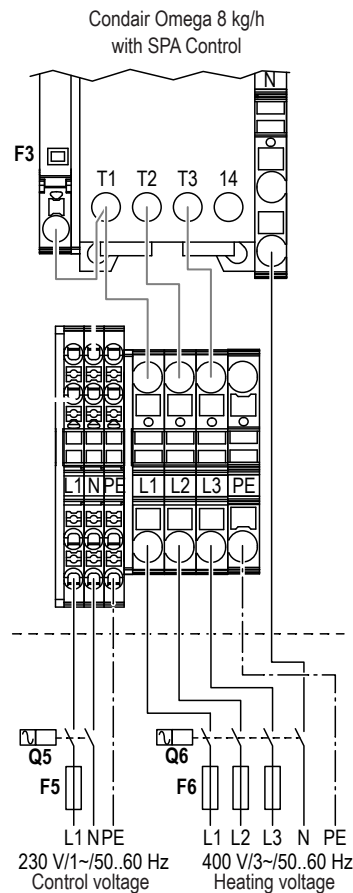 Condair Omega 8 kg/h
with SPA Control
N
F3
T1 T2 T3 14
L1 N PE L1 L2 L3 PE
Q5 Q6
F5 F6
L1 N PE L1 L2 L3 N PE
230 V/1~/50..60 Hz 400 V/3~/50..60 Hz
Control voltage Heating voltage